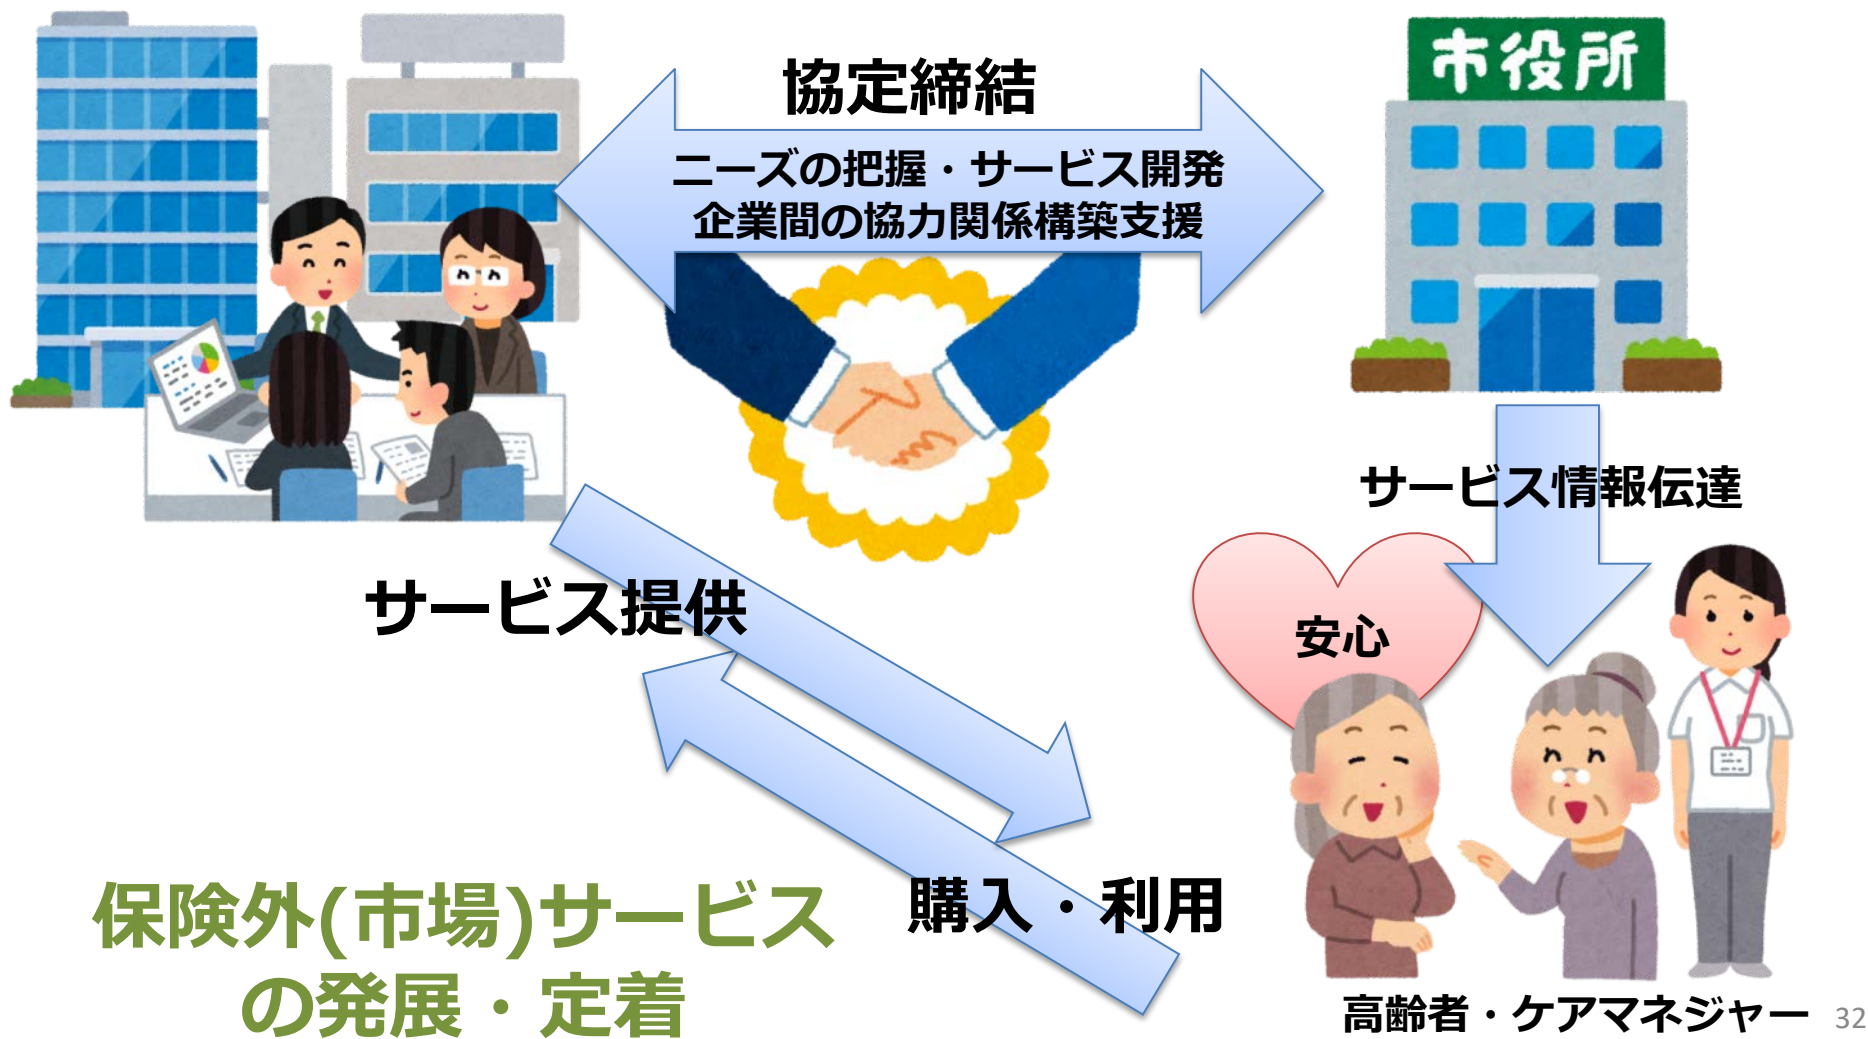 協定締結
市役所
ニーズの把握・サービス開発
企業間の協力関係構築支援
サービス情報伝達
サービス提供
安心
購入・利用
保険外(市場)サービス
の発展・定着
高齢者・ケアマネジャー
32